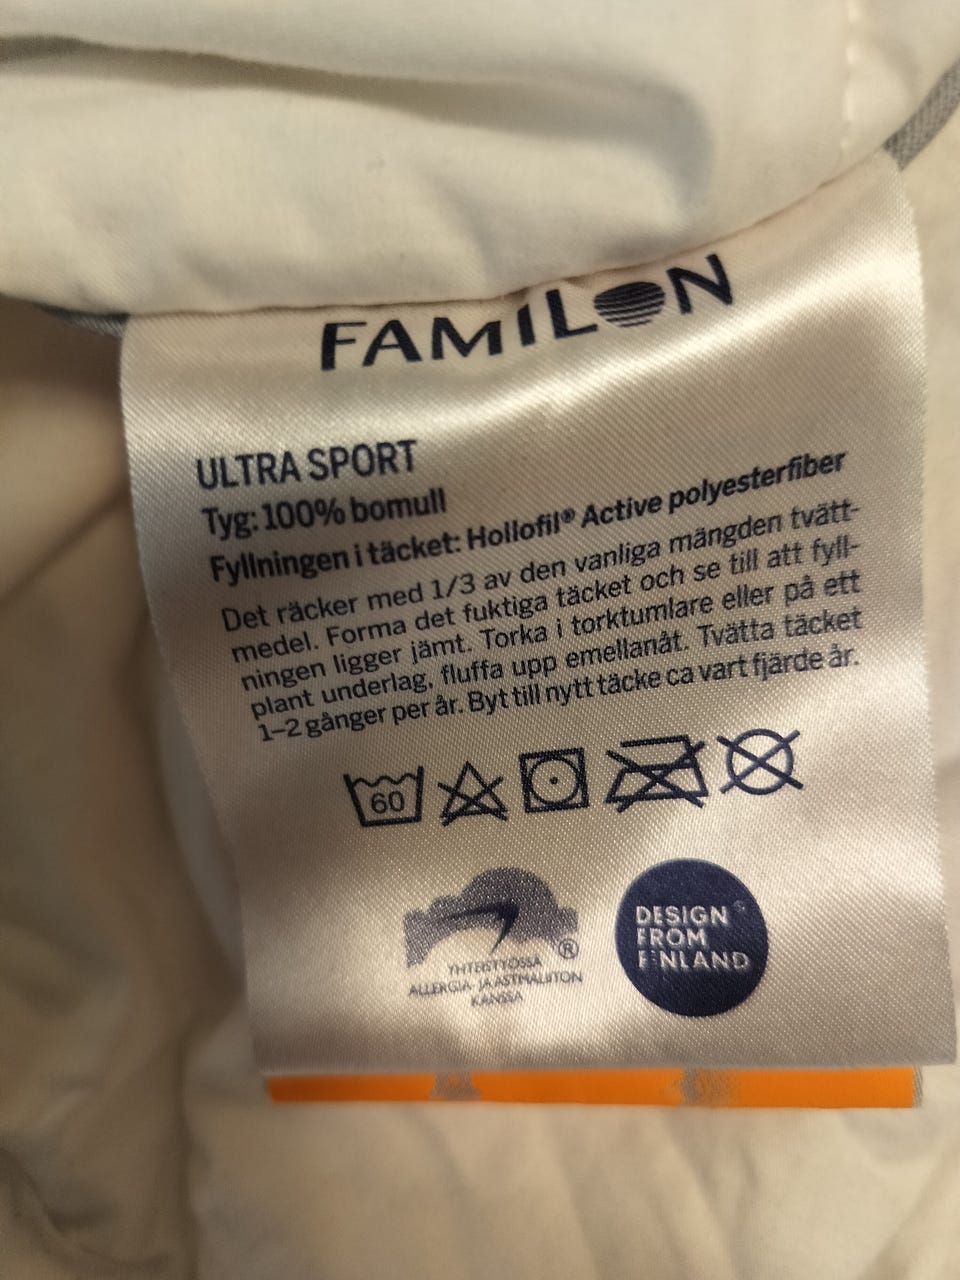 FAMILON
ULTRA SPORT
Tyg: 100% bomull
Fyllningen i täcket: Hollofil® Active polyesterfiber
Det räcker med 1/3 av den vanliga mängden tvätt-
medel. Forma det fuktiga täcket och se till att fyll-
ningen ligger jämt. Torka i torktumlare eller på ett
plant underlag, fluffa upp emellanåt. Tvätta täcket
1–2 gånger per år. Byt till nytt täcke ca vart fjärde år.
60
®
YHTEISTYÖSSÄ
ALLERGIA- JA ASTMALIITON
KANSSA
DESIGN
FROM
FINLAND